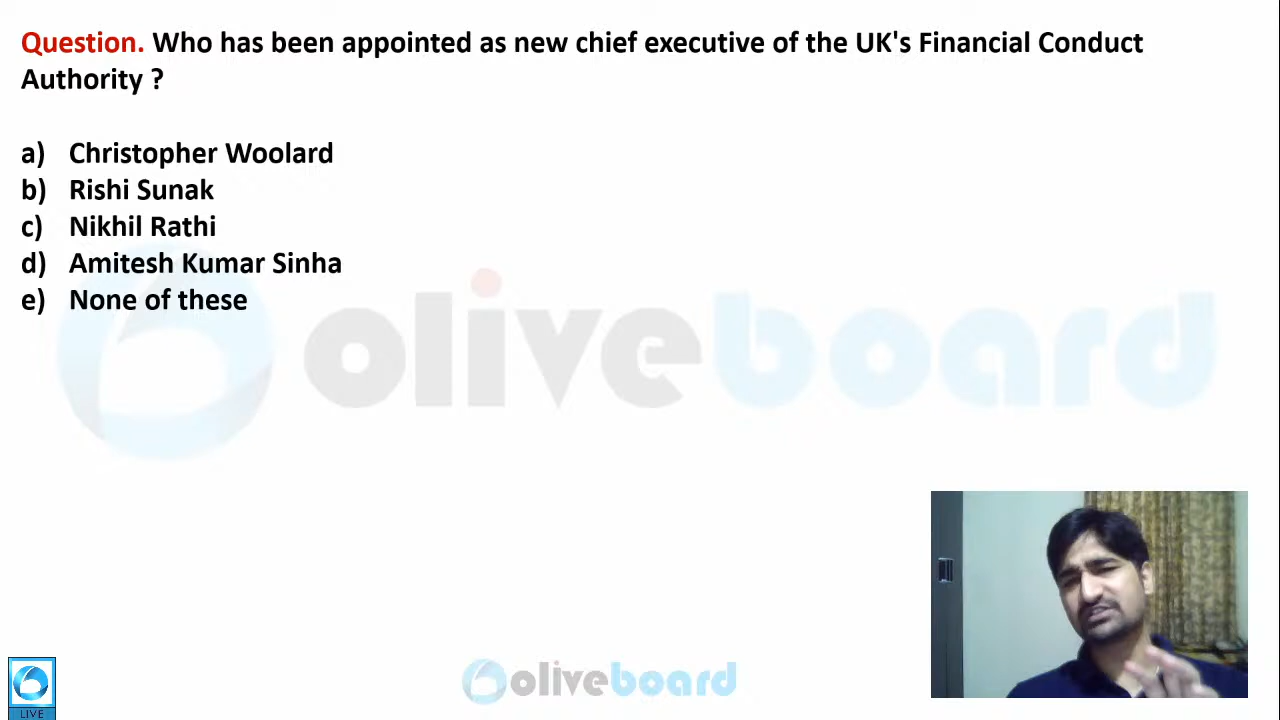 Question. Who has been appointed as new chief executive of the UK's Financial Conduct
Authority ?
a) Christopher Woolard
b) Rishi Sunak
c) Nikhil Rathi
d) Amitesh Kumar Sinha
e) None of these
oliveboard
oliveboard
LIVE